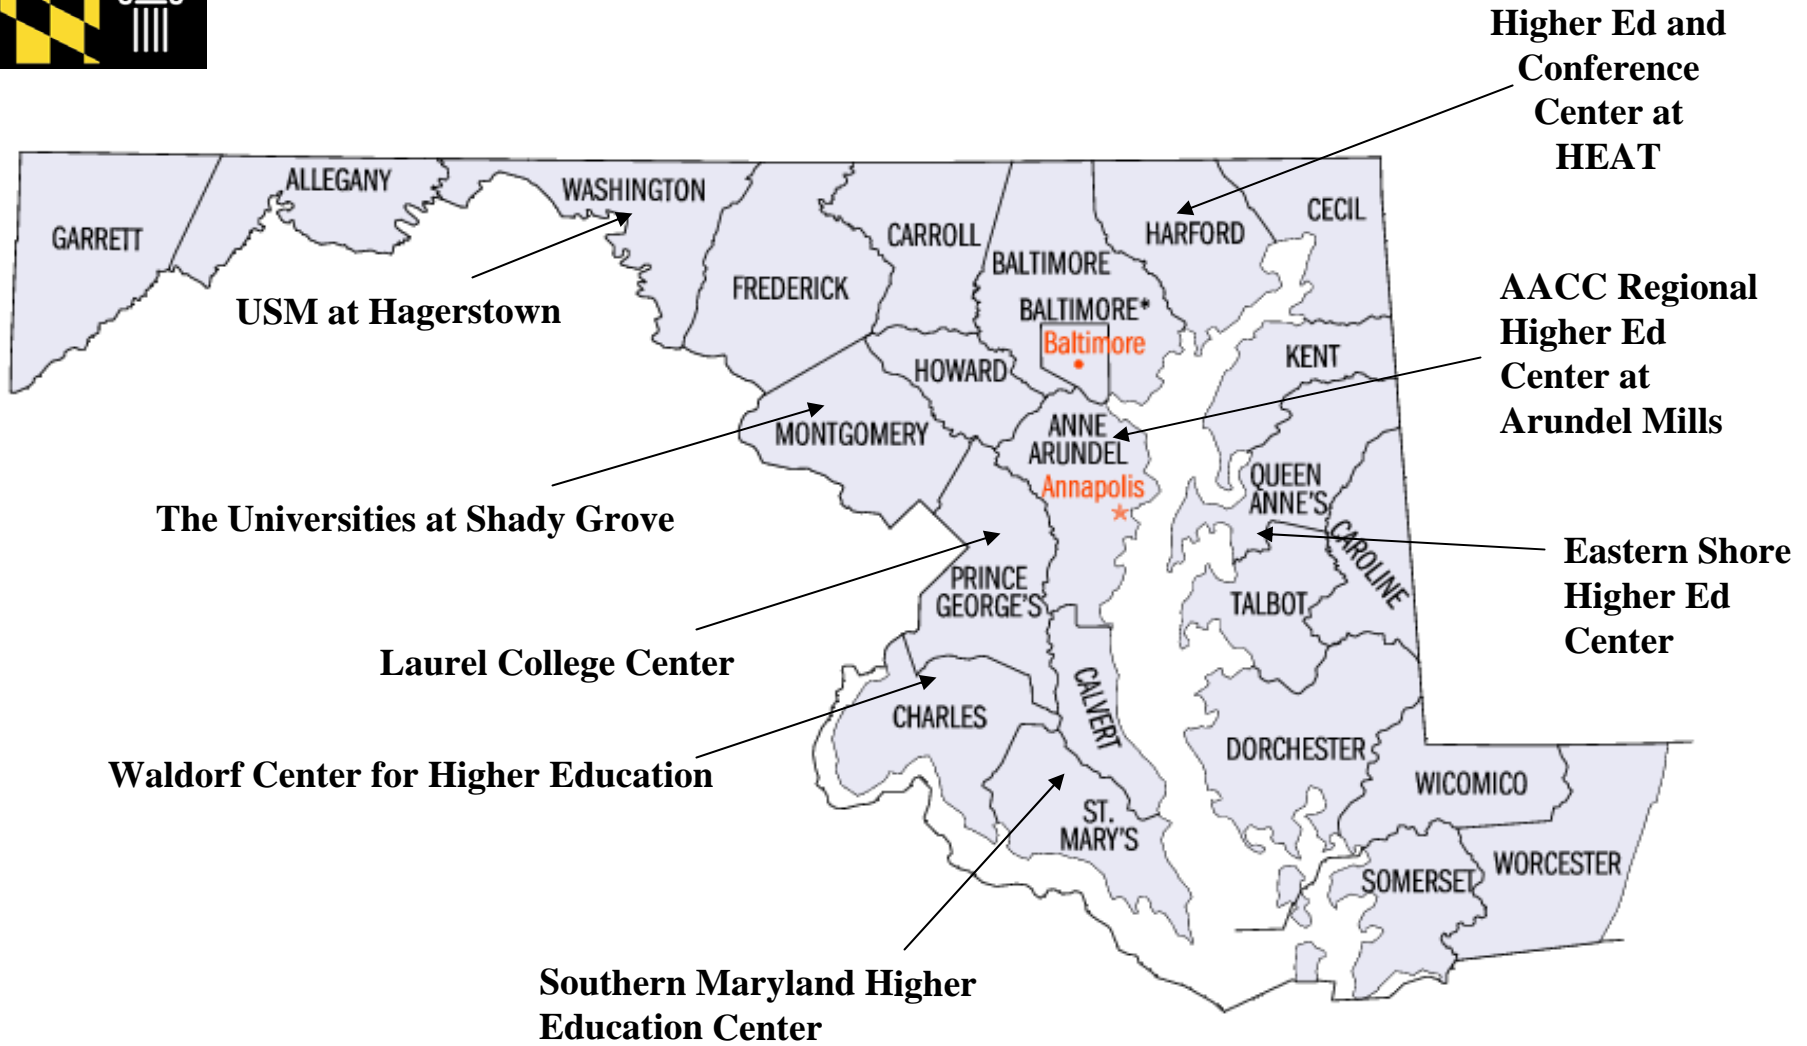 Higher Ed and
Conference
Center at
HEAT
ALLEGANY
WASHINGTON
GARRETT
CARROLL
HARFORD
CECIL
FREDERICK
BALTIMORE
BALTIMORE*
Baltimore
USM at Hagerstown
AACC Regional
Higher Ed
Center at
Arundel Mills
HOWARD
KENT
MONTGOMERY
ANNE
ARUNDEL
Annapolis
QUEEN
ANNE'S
The Universities at Shady Grove
CAROLINE
Eastern Shore
Higher Ed
Center
PRINCE
GEORGE'S
TALBOT
Laurel College Center
CALVERT
CHARLES
DORCHESTER
Waldorf Center for Higher Education
WICOMICO
ST.
MARY'S
WORCESTER
SOMERSET
Southern Maryland Higher
Education Center